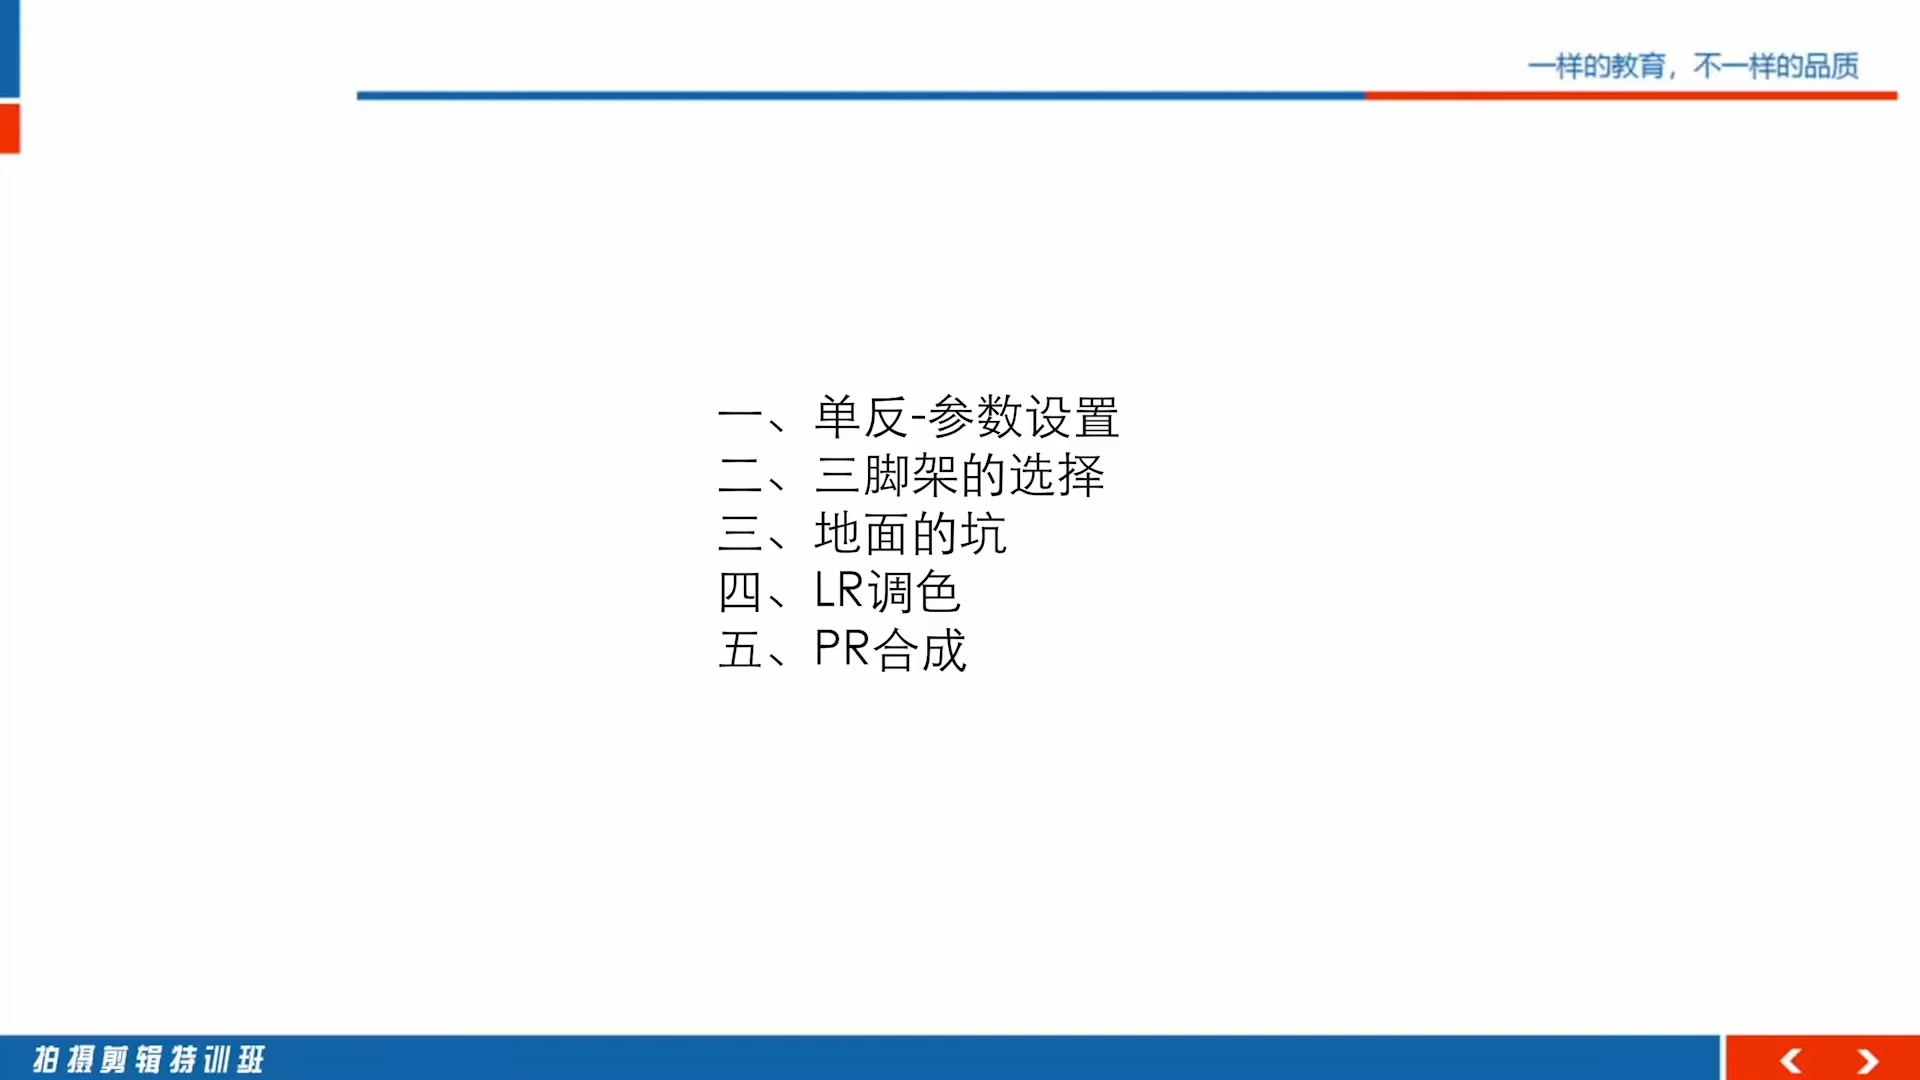 一样的教育，不一样的品质
一、单反-参数设置
二、三脚架的选择
三、地面的坑
四、LR调色
五、PR合成
拍摄剪辑特训班